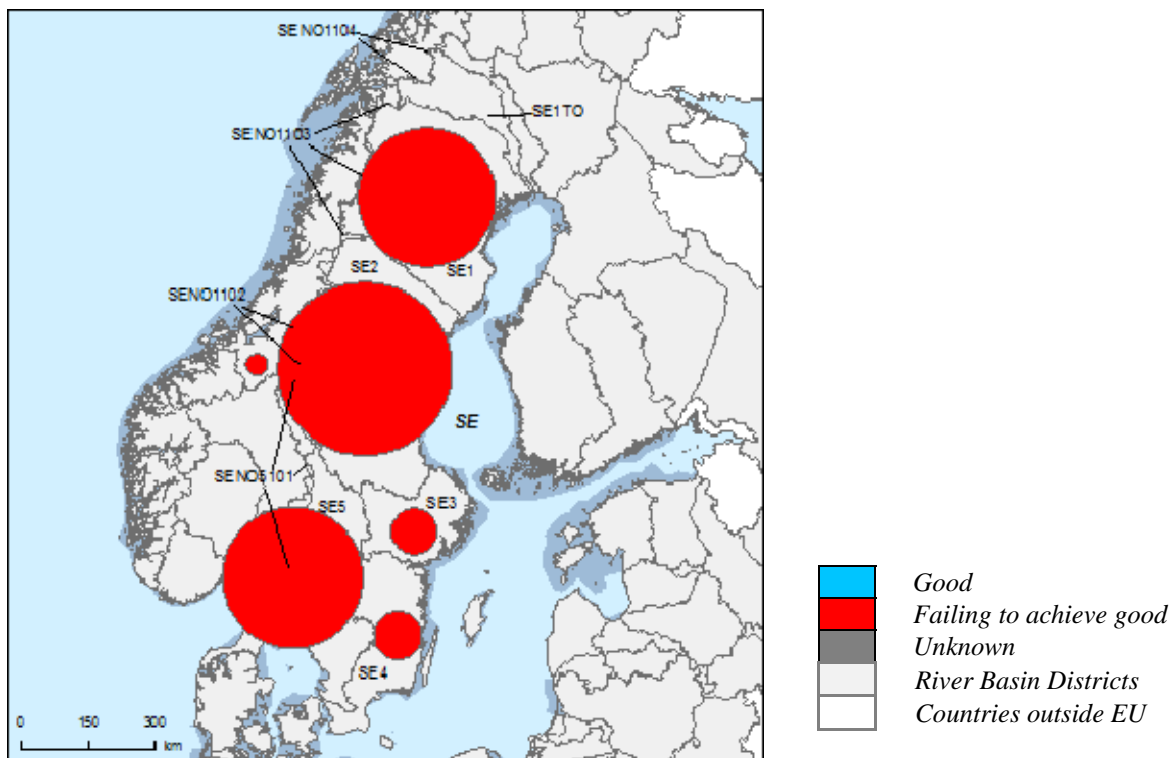 SENO1104
SE1TO
SENO1103
SE2
SE1
SENO1102
SE
SENO5101
SE5
SE3
SE4
0 150 300
km
Good
Failing to achieve good
Unknown
River Basin Districts
Countries outside EU